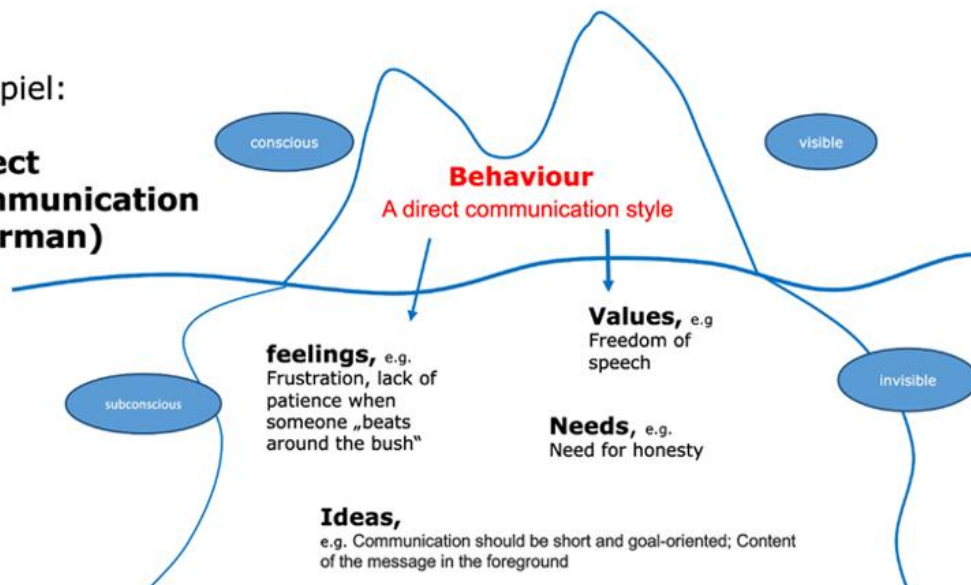 piel:
ect
mmunication
rman)
conscious
visible
Behaviour
A direct communication style
Values, e.g
Freedom of
speech
feelings, e.g.
Frustration, lack of
patience when
someone „beats
around the bush“
subconscious
invisible
Needs, e.g.
Need for honesty
Ideas,
e.g. Communication should be short and goal-oriented; Content
of the message in the foreground